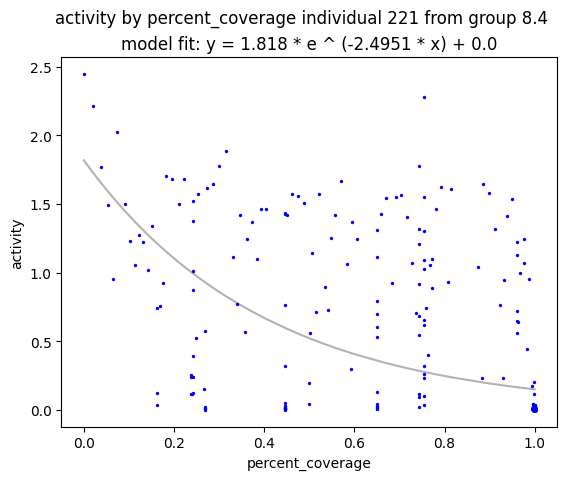 activity by percent_coverage individual 221 from group 8.4
model fit: y = 1.818 * e ^ (-2.4951 * x) + 0.0
2.5
2.0
1.5
1.0
0.5
0.0
activity
0.0 0.2 0.4 0.6 0.8 1.0
percent_coverage